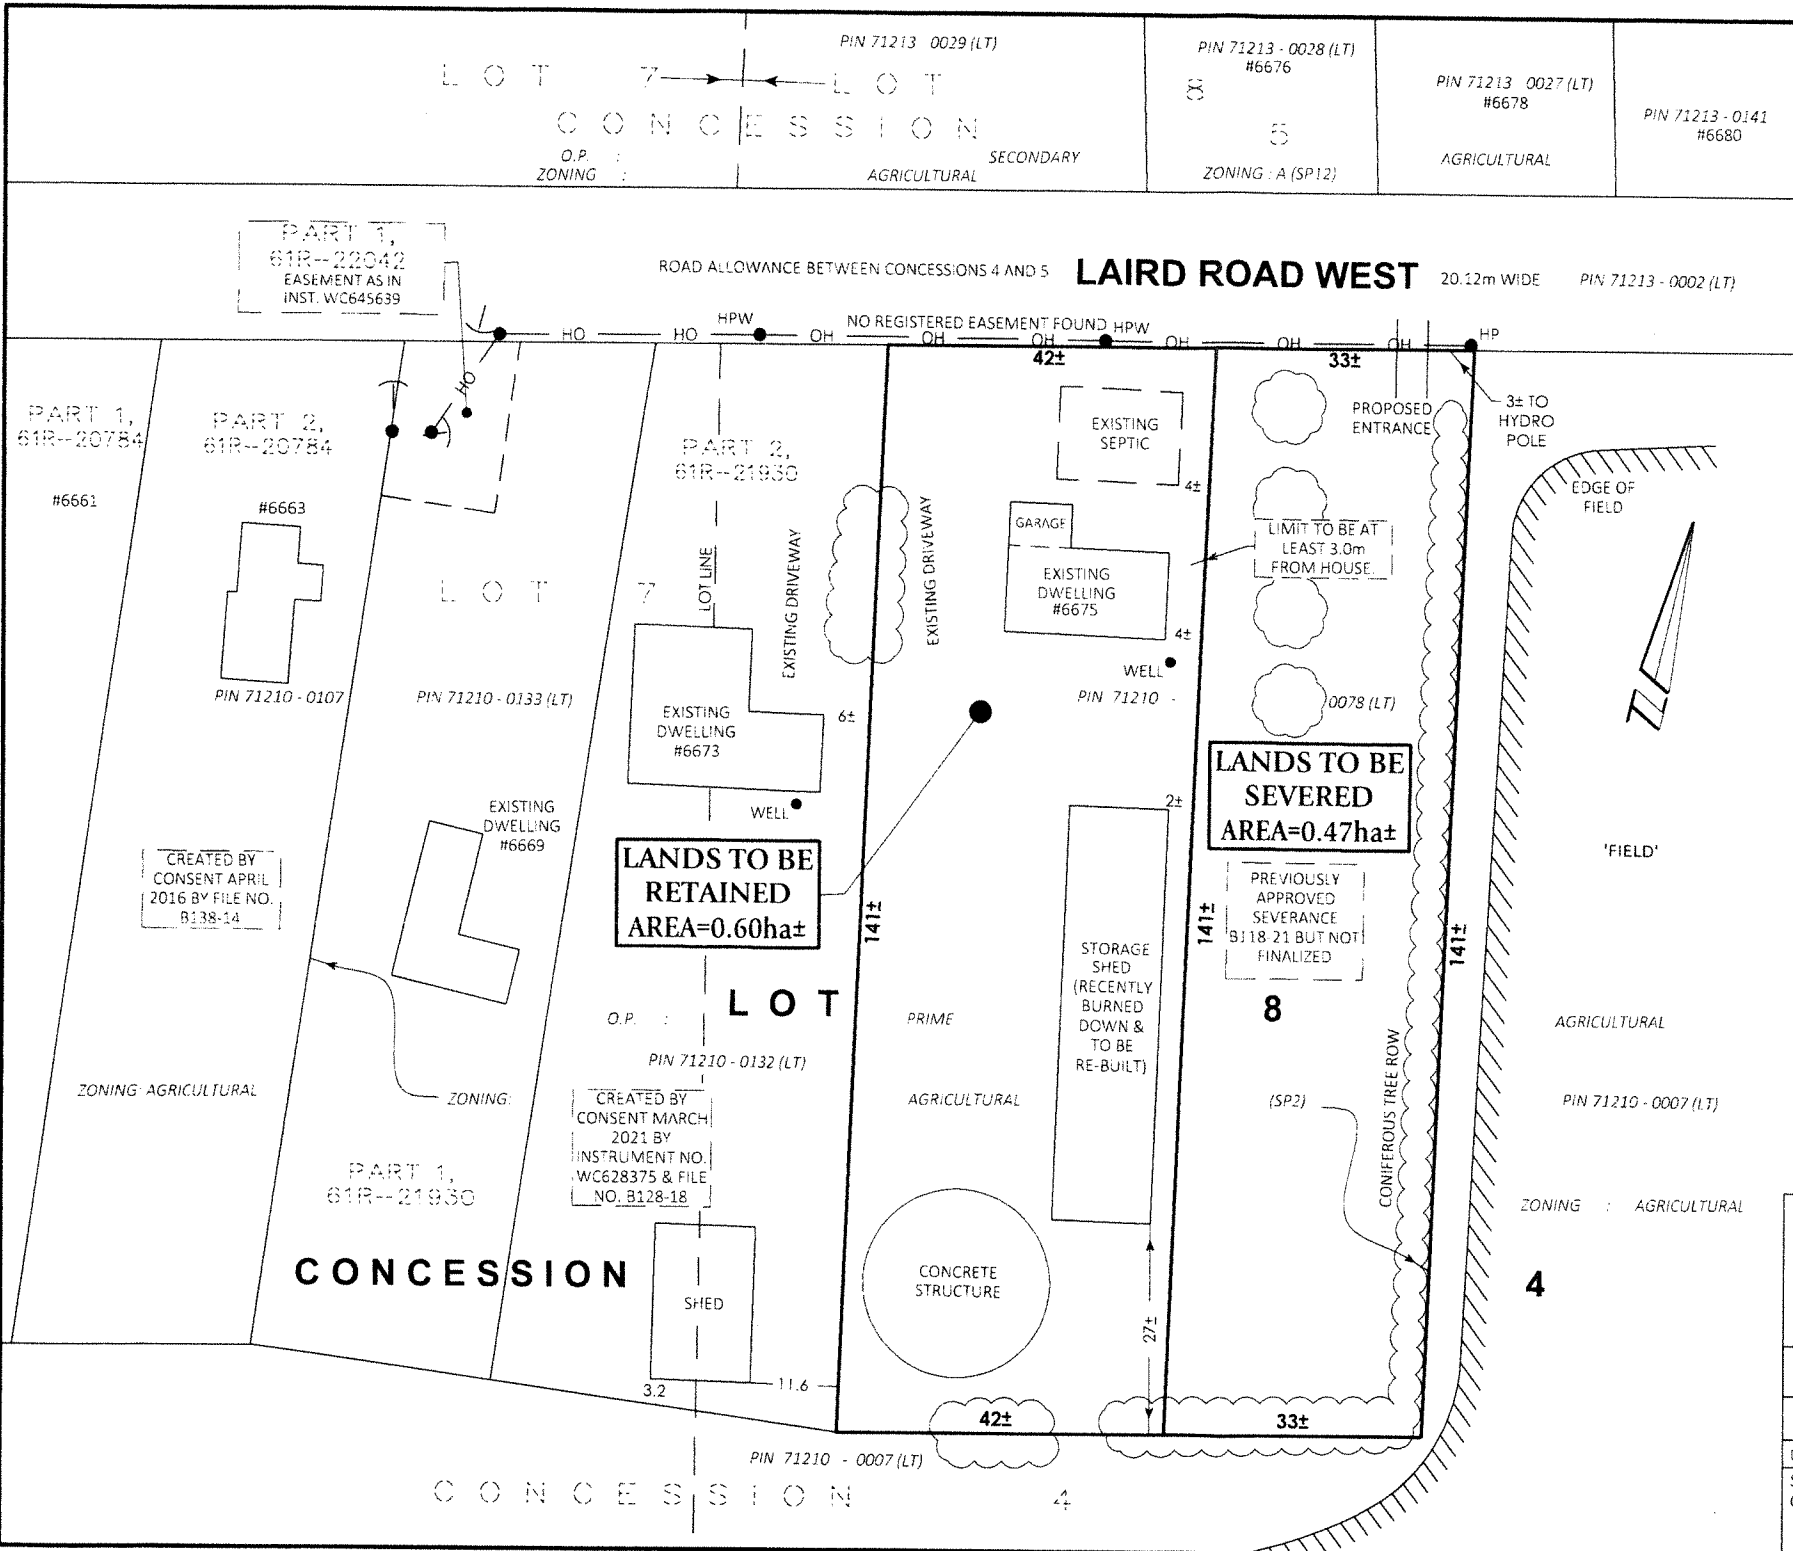 PIN 71213 0029 (LT)
PIN 71213 - 0028 (LT)
#6676
PIN 71213 0027 (LT)
#6678
PIN 71213 - 0141
#6680
LOT 7 LOT 8
CONCESSION 5
O.P. : SECONDARY
ZONING : AGRICULTURAL
ZONING : A (SP12)
AGRICULTURAL
PART 1,
61R--22042
EASEMENT AS IN
INST. WC645639
ROAD ALLOWANCE BETWEEN CONCESSIONS 4 AND 5 LAIRD ROAD WEST 20.12m WIDE PIN 71213 - 0002 (LT)
HO HO HPW OH NO REGISTERED EASEMENT FOUND HPW OH OH OH OH OH HP
HO
42±
33±
PART 1,
61R--20784
#6661
PART 2,
61R--20784
#6663
PIN 71210 - 0107
PART 2,
61R--21930
LOT 7
PIN 71210 - 0133 (LT)
LOT LINE
EXISTING DRIVEWAY
EXISTING DRIVEWAY
EXISTING
SEPTIC
4±
GARAGE
EXISTING
DWELLING
#6675
4±
WELL
PIN 71210 - 0078 (LT)
PROPOSED
ENTRANCE
3± TO
HYDRO
POLE
EDGE OF
FIELD
LIMIT TO BE AT
LEAST 3.0m
FROM HOUSE.
EXISTING
DWELLING
#6673
6±
WELL
EXISTING
DWELLING
#6669
CREATED BY
CONSENT APRIL
2016 BY FILE NO.
B138-14
LANDS TO BE
RETAINED
AREA=0.60ha±
LANDS TO BE
SEVERED
AREA=0.47ha±
2±
PREVIOUSLY
APPROVED
SEVERANCE
B118-21 BUT NOT
FINALIZED
141±
141±
141±
'FIELD'
STORAGE
SHED
(RECENTLY
BURNED
DOWN &
TO BE
RE-BUILT)
LOT 8
O.P. : PRIME AGRICULTURAL
PIN 71210 - 0132 (LT)
ZONING: AGRICULTURAL
ZONING: AGRICULTURAL (SP2)
CONIFEROUS TREE ROW
PIN 71210 - 0007 (LT)
ZONING : AGRICULTURAL
CREATED BY
CONSENT MARCH
2021 BY
INSTRUMENT NO.
WC628375 & FILE
NO. B128-18
PART 1,
61R--21930
CONCESSION 4
SHED
3.2
11.6
CONCRETE
STRUCTURE
27±
42±
33±
PIN 71210 - 0007 (LT)
CONCESSION 4